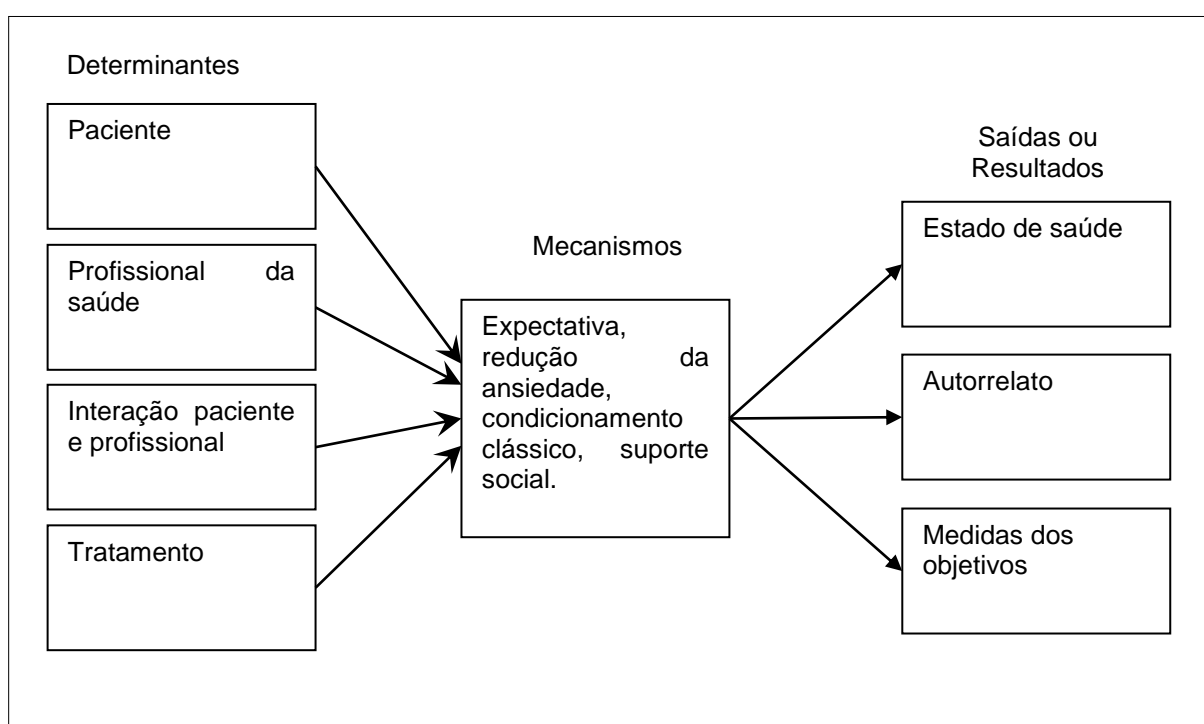 Determinantes
Paciente
Profissional da
saúde
Interação paciente
e profissional
Tratamento
Mecanismos
Expectativa,
redução da
ansiedade,
condicionamento
clássico, suporte
social.
Saídas ou
Resultados
Estado de saúde
Autorrelato
Medidas dos
objetivos